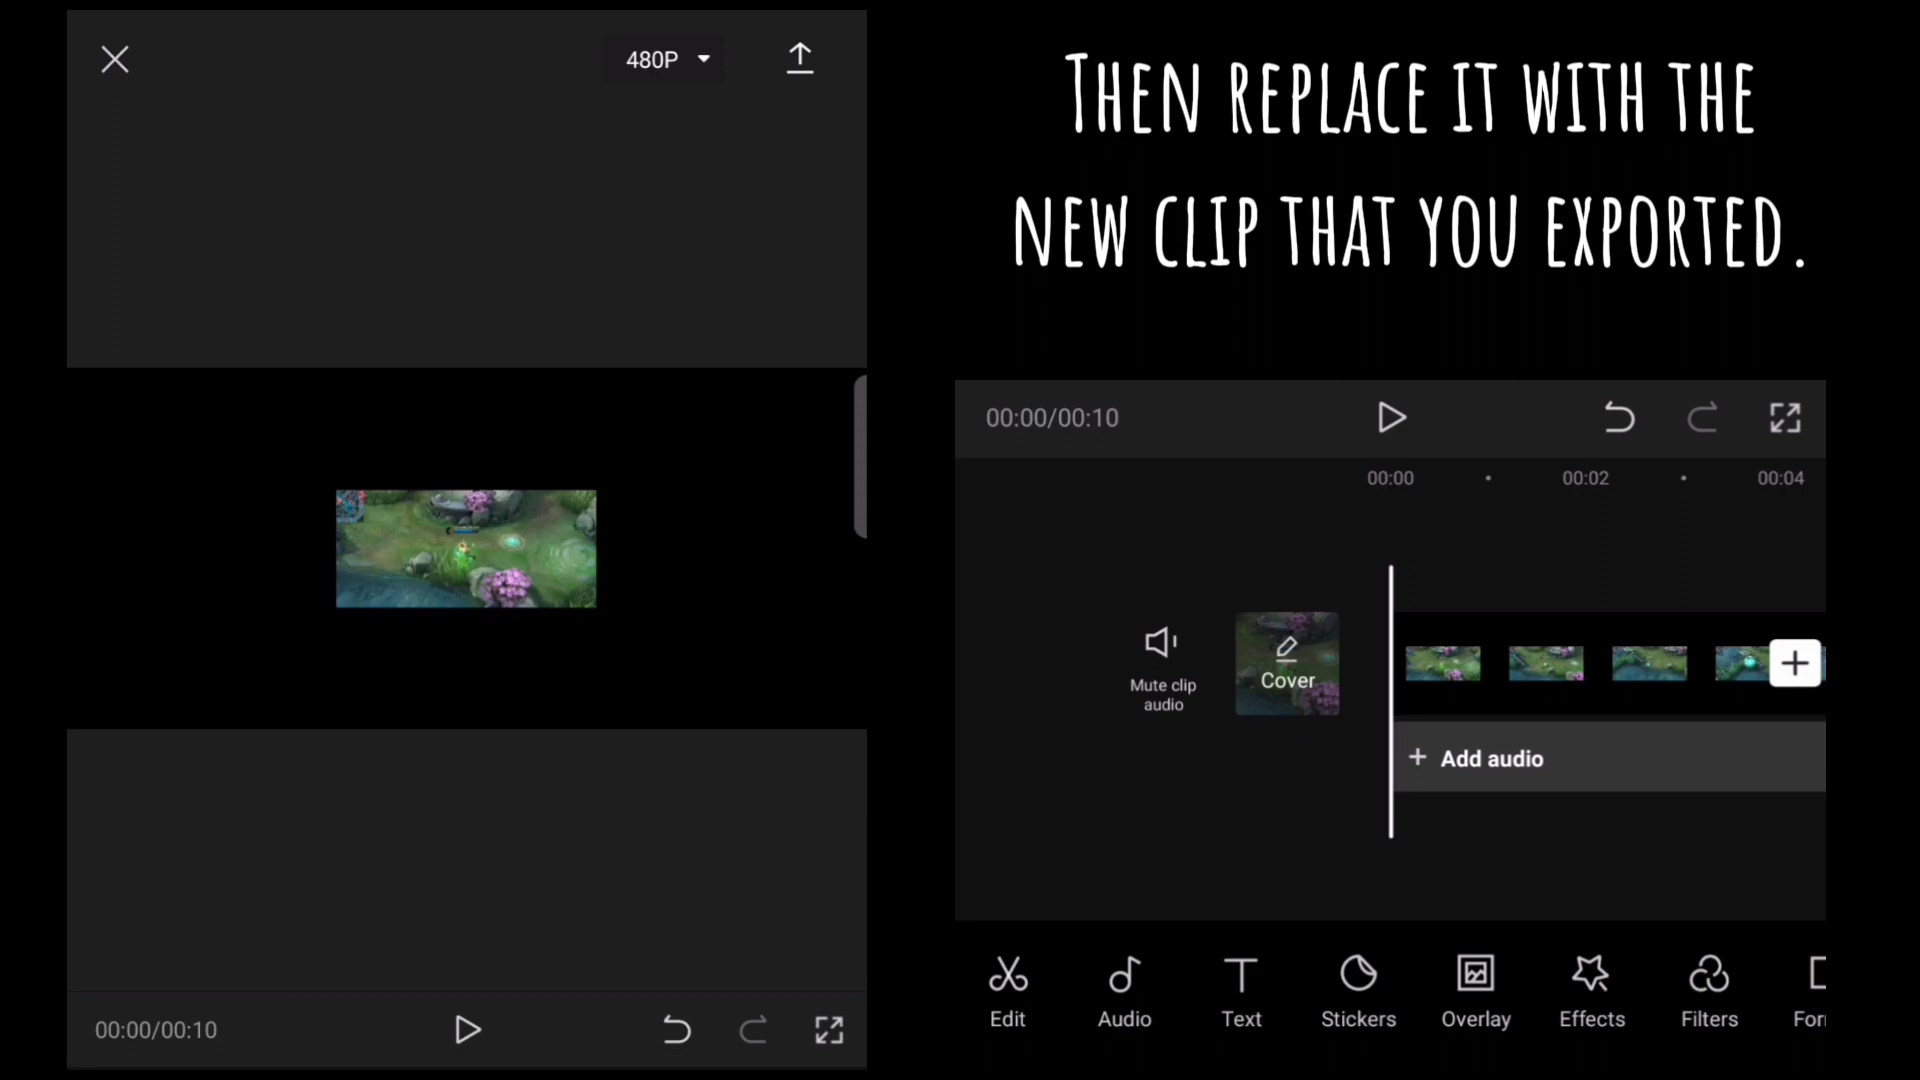 480P
THEN REPLACE IT WITH THE
NEW CLIP THAT YOU EXPORTED.
00:00/00:10
00:00/00:10
00:00
00:02
00:04
Mute clip
audio
Cover
+ Add audio
Edit
Audio
Text
Stickers
Overlay
Effects
Filters
For